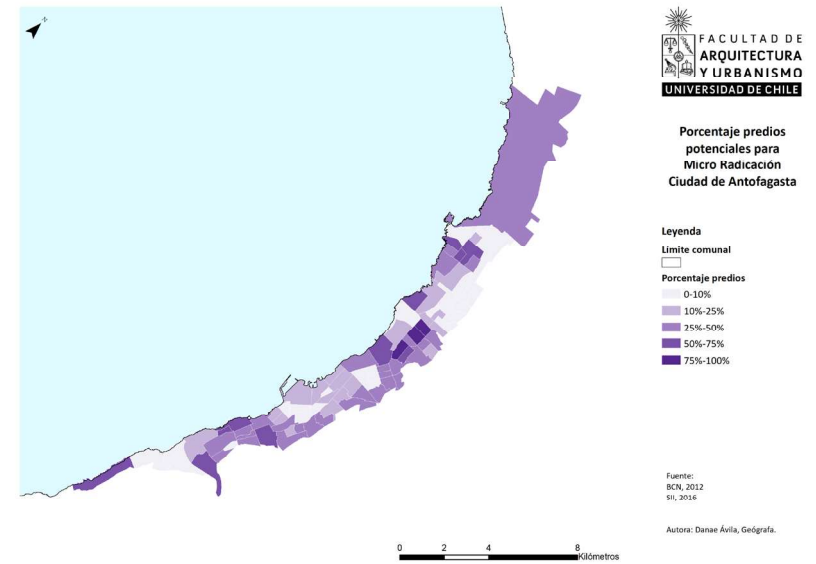 FACULTAD DE
ARQUITECTURA
Y URBANISMO
UNIVERSIDAD DE CHILE
Porcentaje predios
potenciales para
Micro Radicación
Ciudad de Antofagasta
Leyenda
Limite comunal
Porcentaje predios
0-10%
10%-25%
25%-50%
50%-75%
75%-100%
Fuente:
BCN, 2012
SII, 2016
Autora: Danae Ávila, Geógrafa.
0 2 4 8
Kilómetros